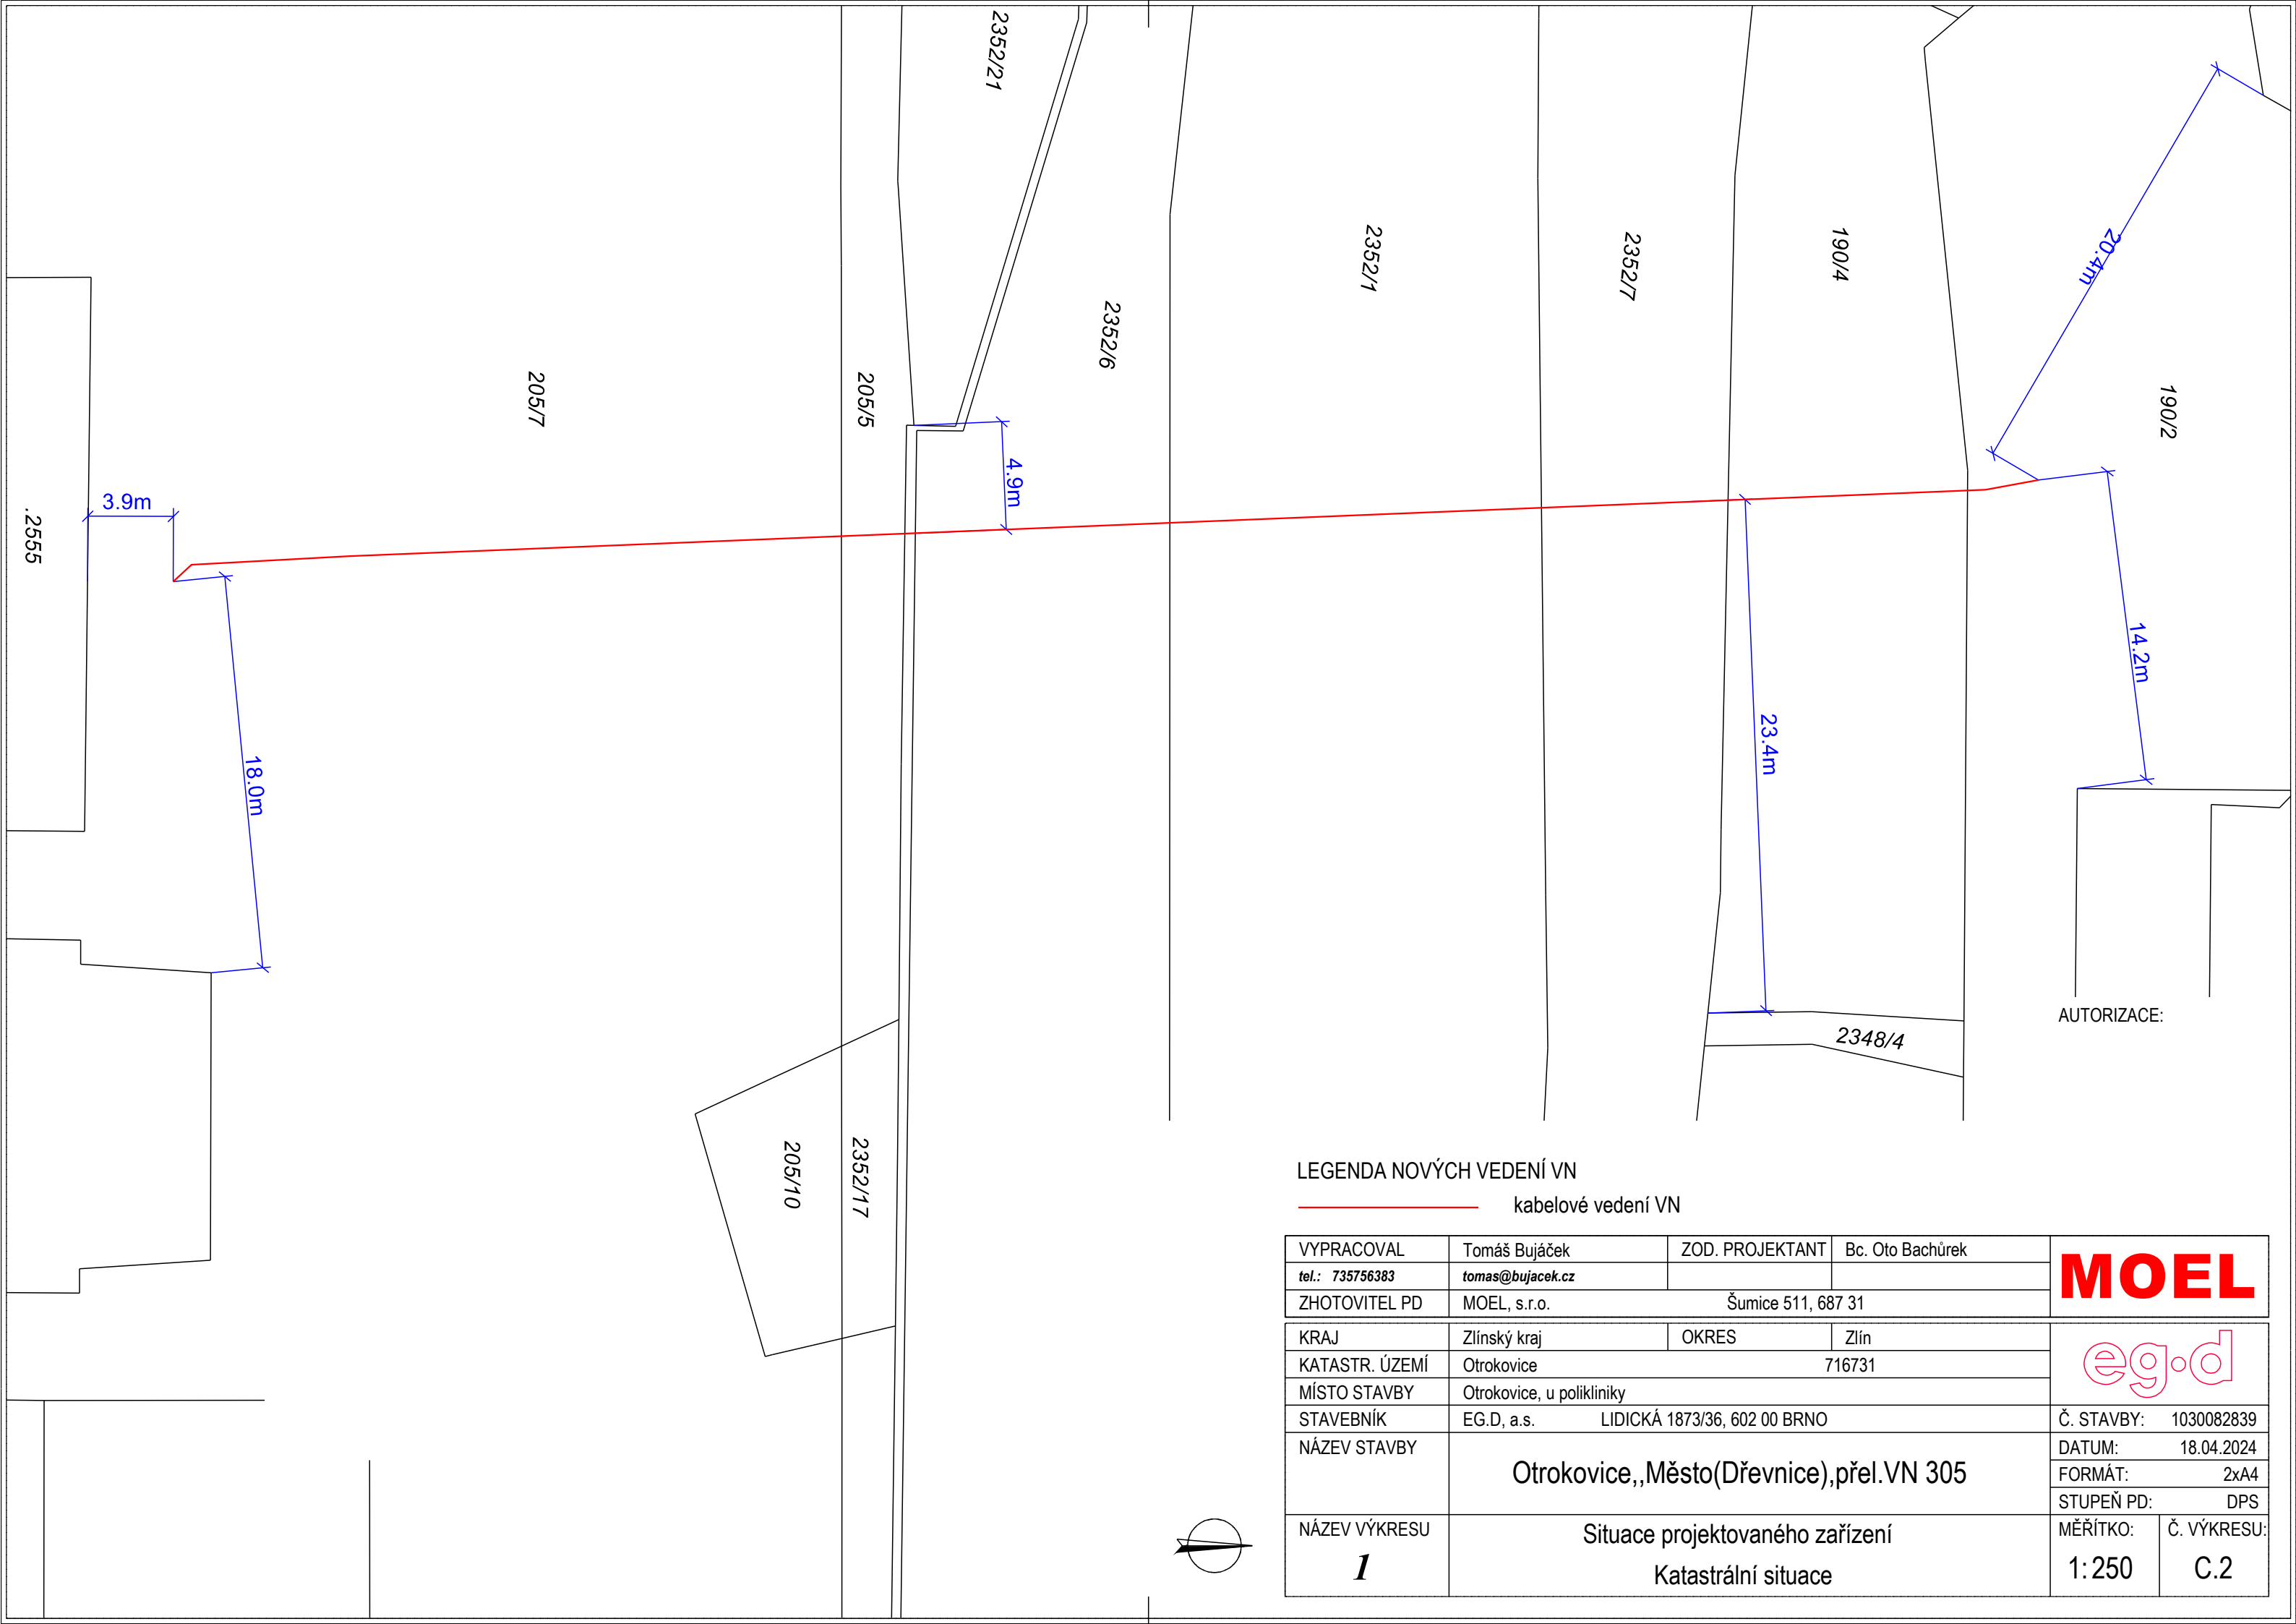 2352/21
2352/1
2352/7
190/4
20.4m
2352/6
205/7
205/5
190/2
4.9m
3.9m
.2555
14.2m
23.4m
18.0m
AUTORIZACE:
2348/4
205/10
2352/17
LEGENDA NOVÝCH VEDENÍ VN
kabelové vedení VN
VYPRACOVAL Tomáš Bujáček ZOD. PROJEKTANT Bc. Oto Bachůrek
tel.: 735756383 tomas@bujacek.cz
MOEL
ZHOTOVITEL PD MOEL, s.r.o. Šumice 511, 687 31
KRAJ Zlínský kraj OKRES Zlín
eg.d
KATASTR. ÚZEMÍ Otrokovice 716731
MÍSTO STAVBY Otrokovice, u polikliniky
STAVEBNÍK EG.D, a.s. LIDICKÁ 1873/36, 602 00 BRNO Č. STAVBY: 1030082839
NÁZEV STAVBY DATUM: 18.04.2024
Otrokovice,,Město(Dřevnice),přel.VN 305
FORMÁT: 2xA4
STUPEŇ PD: DPS
NÁZEV VÝKRESU Situace projektovaného zařízení MĚŘÍTKO: Č. VÝKRESU:
1 Katastrální situace 1:250 C.2